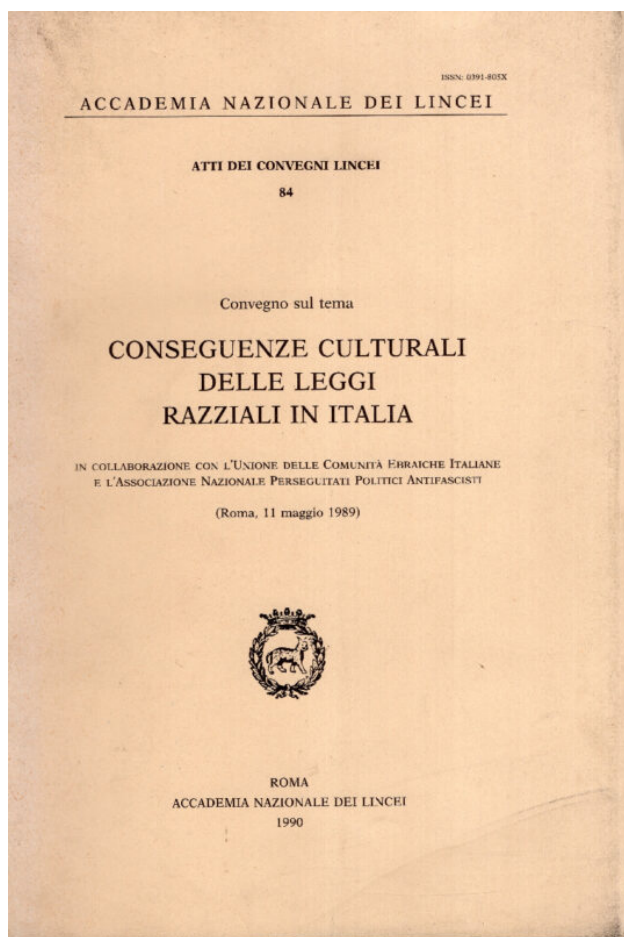 ISSN: 0391-805X
ACCADEMIA NAZIONALE DEI LINCEI
ATTI DEI CONVEGNI LINCEI
84
Convegno sul tema
CONSEGUENZE CULTURALI
DELLE LEGGI
RAZZIALI IN ITALIA
IN COLLABORAZIONE CON L'UNIONE DELLE COMUNITÀ EBRAICHE ITALIANE
E L'ASSOCIAZIONE NAZIONALE PERSEGUITATI POLITICI ANTIFASCISTI
(Roma, 11 maggio 1989)
ROMA
ACCADEMIA NAZIONALE DEI LINCEI
1990